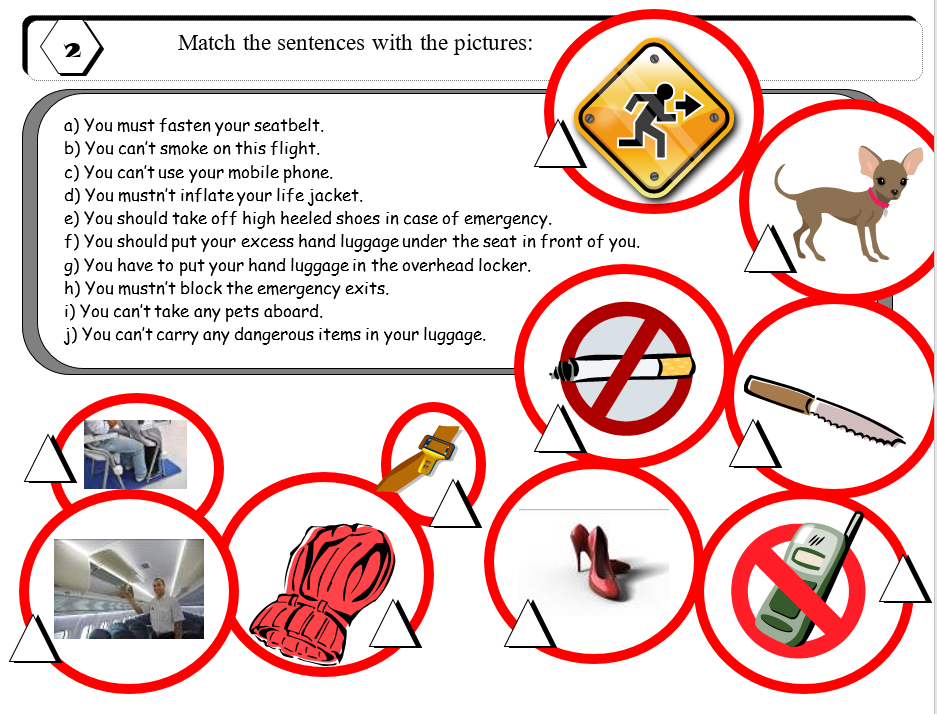 2
Match the sentences with the pictures:
a) You must fasten your seatbelt.
b) You can't smoke on this flight.
c) You can't use your mobile phone.
d) You mustn't inflate your life jacket.
e) You should take off high heeled shoes in case of emergency.
f) You should put your excess hand luggage under the seat in front of you.
g) You have to put your hand luggage in the overhead locker.
h) You mustn't block the emergency exits.
i) You can't take any pets aboard.
j) You can't carry any dangerous items in your luggage.